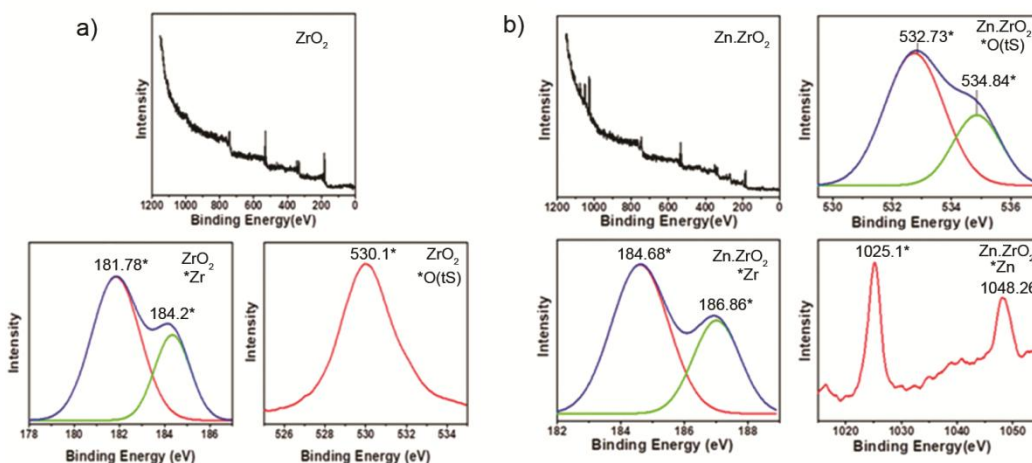 a)
ZrO2
Intensity
1200 1000 800 600 400 200 0
Binding Energy(eV)
181.78*
ZrO2
*Zr
184.2*
Intensity
178 180 182 184 186
Binding Energy (eV)
530.1*
ZrO2
*O(tS)
Intensity
526 528 530 532 534
Binding Energy (eV)
b)
Zn.ZrO2
Intensity
1200 1000 800 600 400 200 0
Binding Energy(eV)
532.73*
Zn.ZrO2
*O(tS)
534.84*
Intensity
530 532 534 536
Binding Energy (eV)
184.68*
Zn.ZrO2
*Zr
186.86*
Intensity
182 184 186 188
Binding Energy (eV)
1025.1*
Zn.ZrO2
*Zn
1048.26
Intensity
1020 1030 1040 1050
Binding Energy (eV)